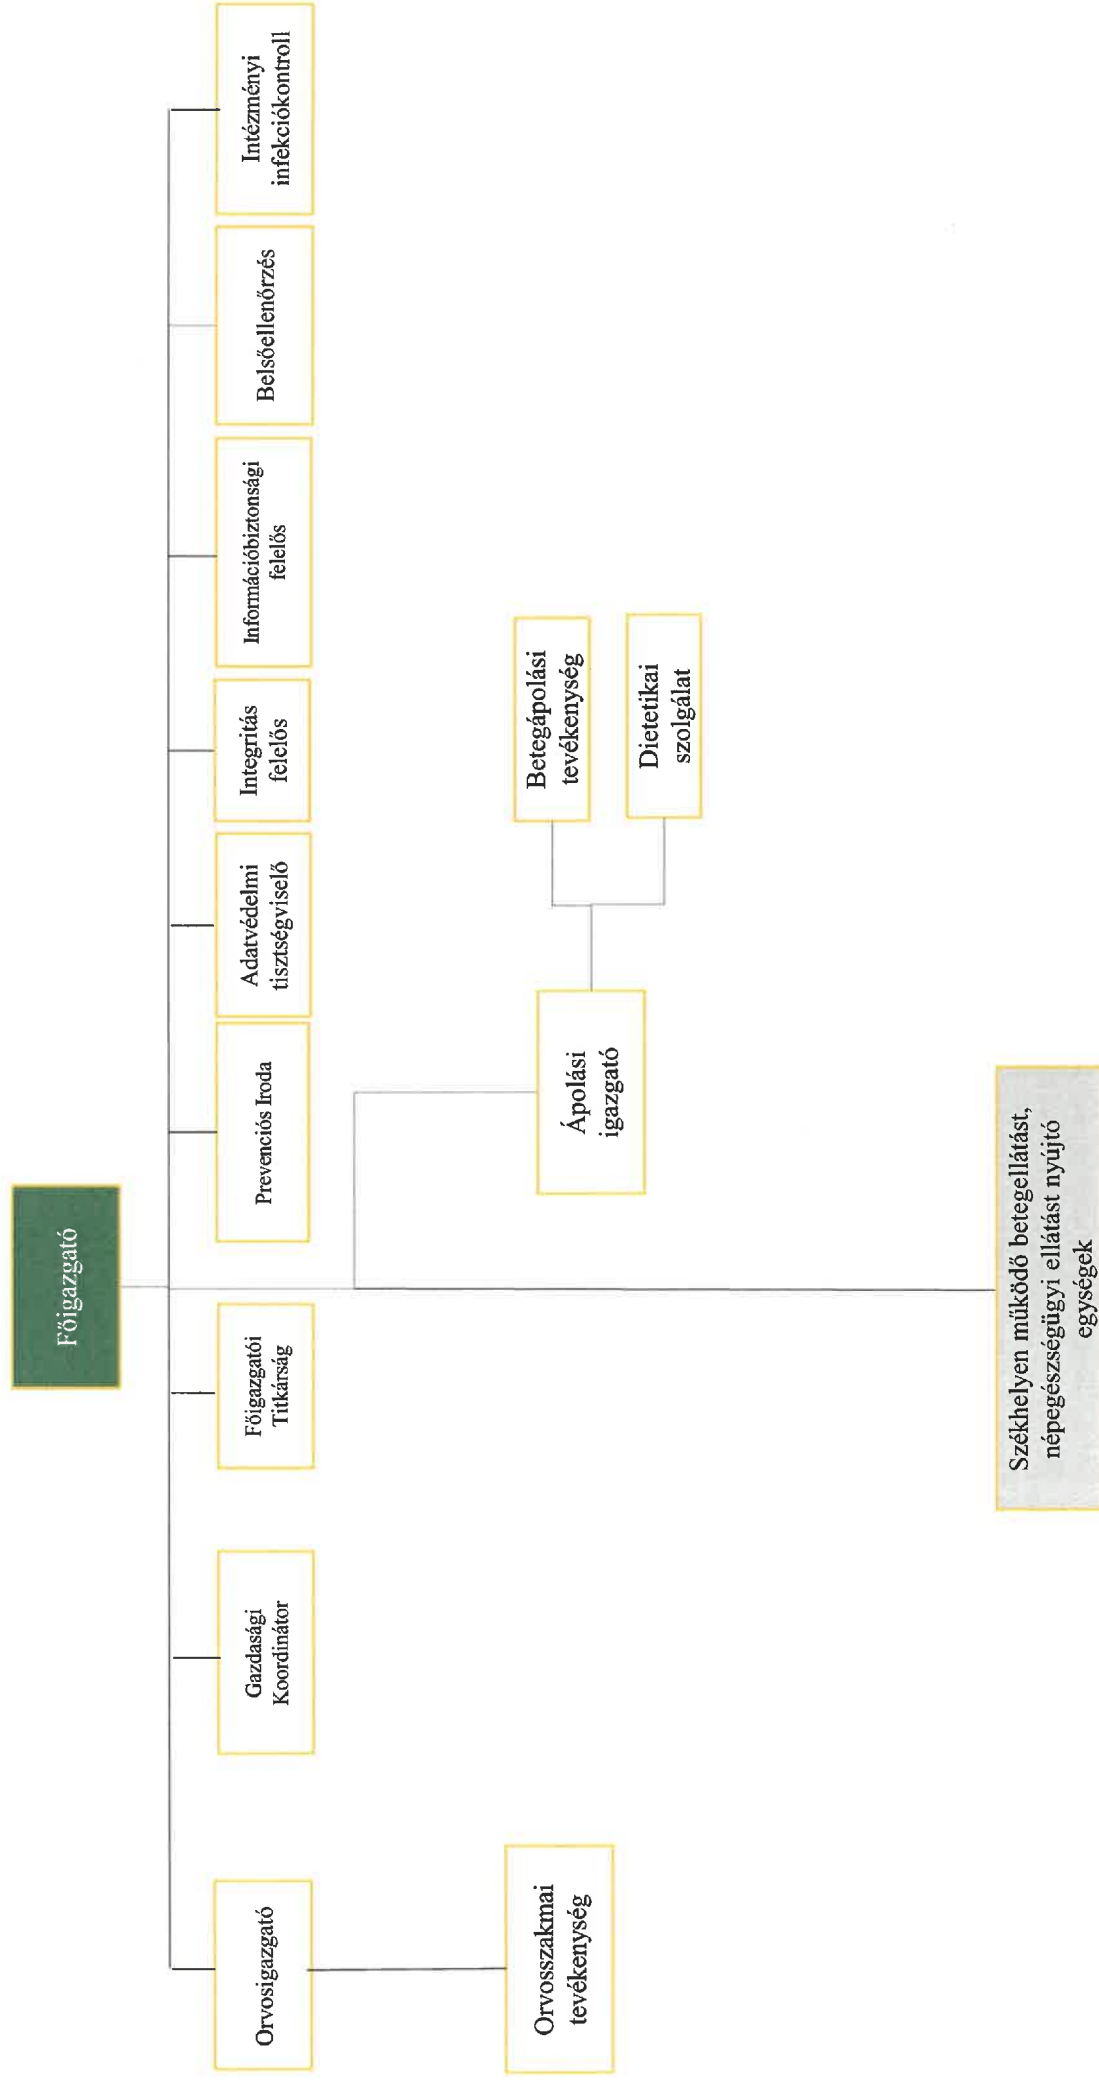 Főigazgató
Orvosigazgató
Gazdasági
Koordinátor
Főigazgatói
Titkárság
Prevenciós Iroda
Adatvédelmi
tisztségviselő
Integritás
felelős
Információbiztonsági
felelős
Belsőellenőrzés
Intézményi
infekciókontroll
Orvosszakmai
tevékenység
Ápolási
igazgató
Betegápolási
tevékenység
Dietetikai
szolgálat
Székhelyen működő betegellátást,
népegészségügyi ellátást nyújtó
egységek